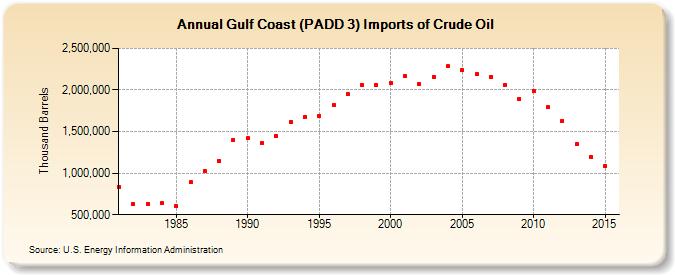 Annual Gulf Coast (PADD 3) Imports of Crude Oil
Thousand Barrels
2,500,000
2,000,000
1,500,000
1,000,000
500,000
1985 1990 1995 2000 2005 2010 2015
Source: U.S. Energy Information Administration